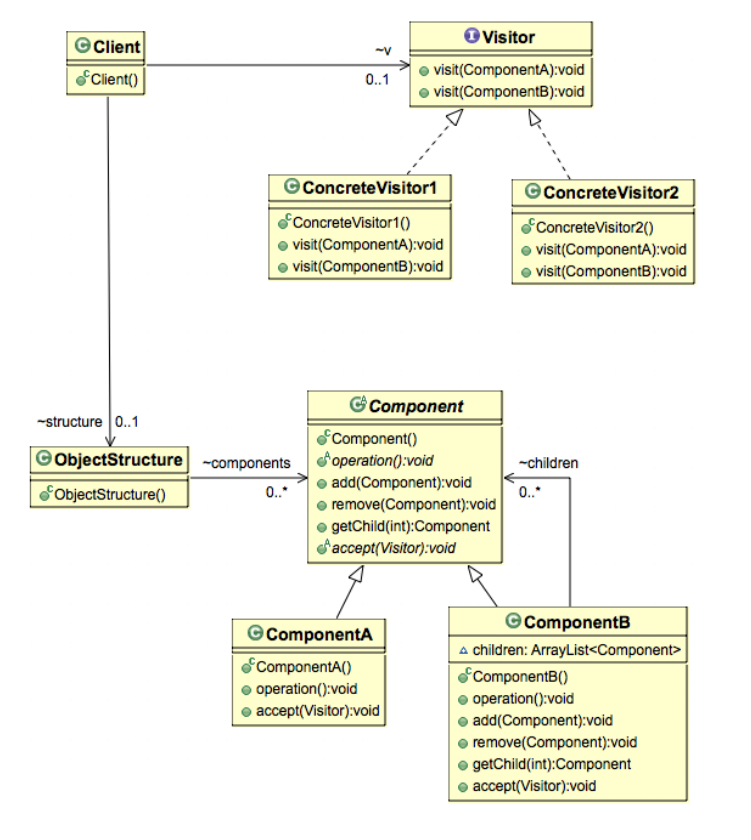 Client
Client()
~v
0..1
Visitor
visit(ComponentA):void
visit(ComponentB):void
ConcreteVisitor1
ConcreteVisitor1()
visit(ComponentA):void
visit(ComponentB):void
ConcreteVisitor2
ConcreteVisitor2()
visit(ComponentA):void
visit(ComponentB):void
~structure 0..1
ObjectStructure
ObjectStructure()
~components
0..*
Component
Component()
operation():void
add(Component):void
remove(Component):void
getChild(int):Component
accept(Visitor):void
~children
0..*
ComponentA
ComponentA()
operation():void
accept(Visitor):void
ComponentB
children: ArrayList<Component>
ComponentB()
operation():void
add(Component):void
remove(Component):void
getChild(int):Component
accept(Visitor):void